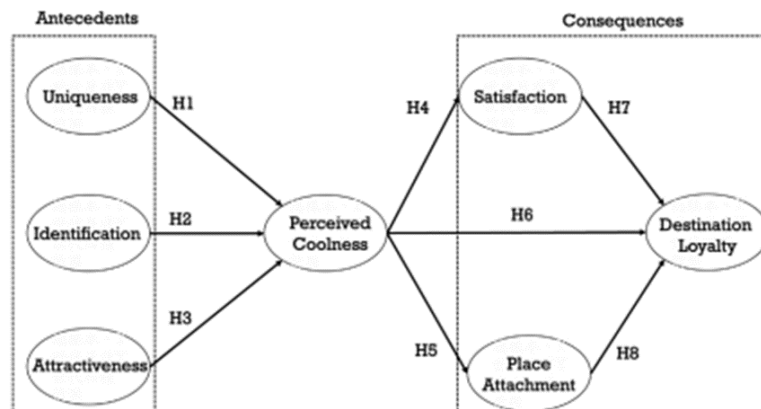 Antecedents
Consequences
Uniqueness
H1
H4
Satisfaction
H7
Identification
H2
Perceived
Coolness
H6
Destination
Loyalty
H3
H5
Attractiveness
Place
Attachment
H8